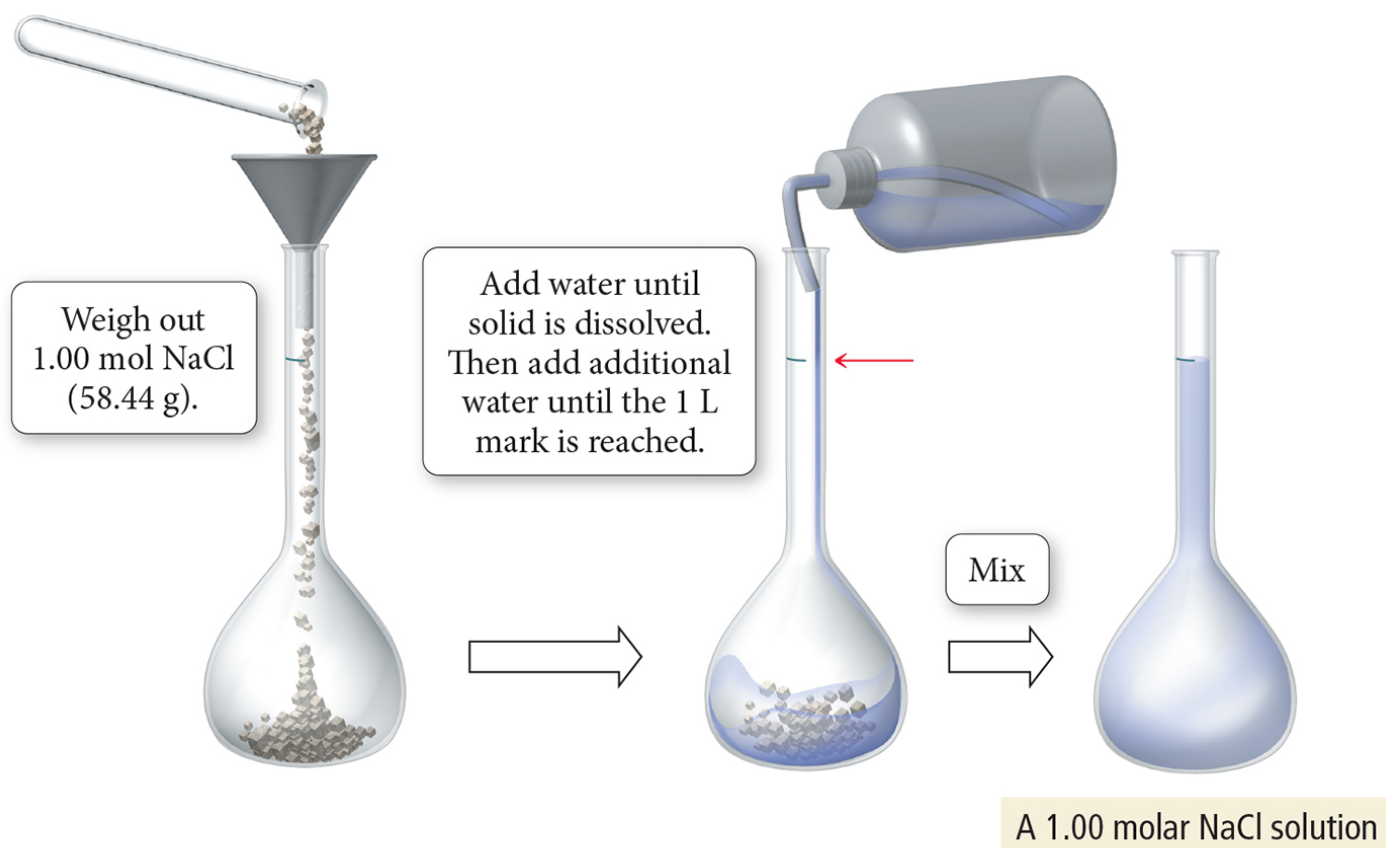 Weigh out
1.00 mol NaCl
(58.44 g).
Add water until
solid is dissolved.
Then add additional
water until the 1 L
mark is reached.
Mix
A 1.00 molar NaCl solution